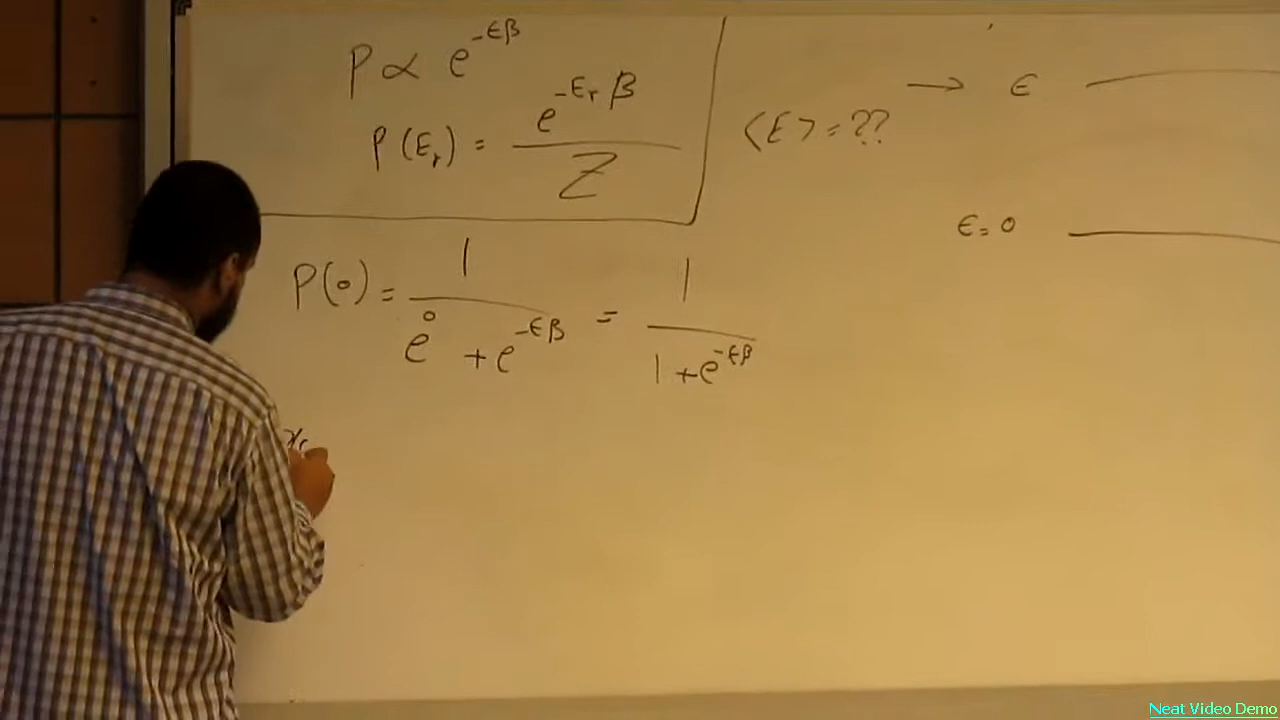 P ∝ e^{-εβ}
P(E_r) = e^{-E_r β} / Z
<E> = ??
→ ε
ε = 0
P(0) = 1 / (e^0 + e^{-εβ}) = 1 / (1 + e^{-εβ})
Neat Video Demo